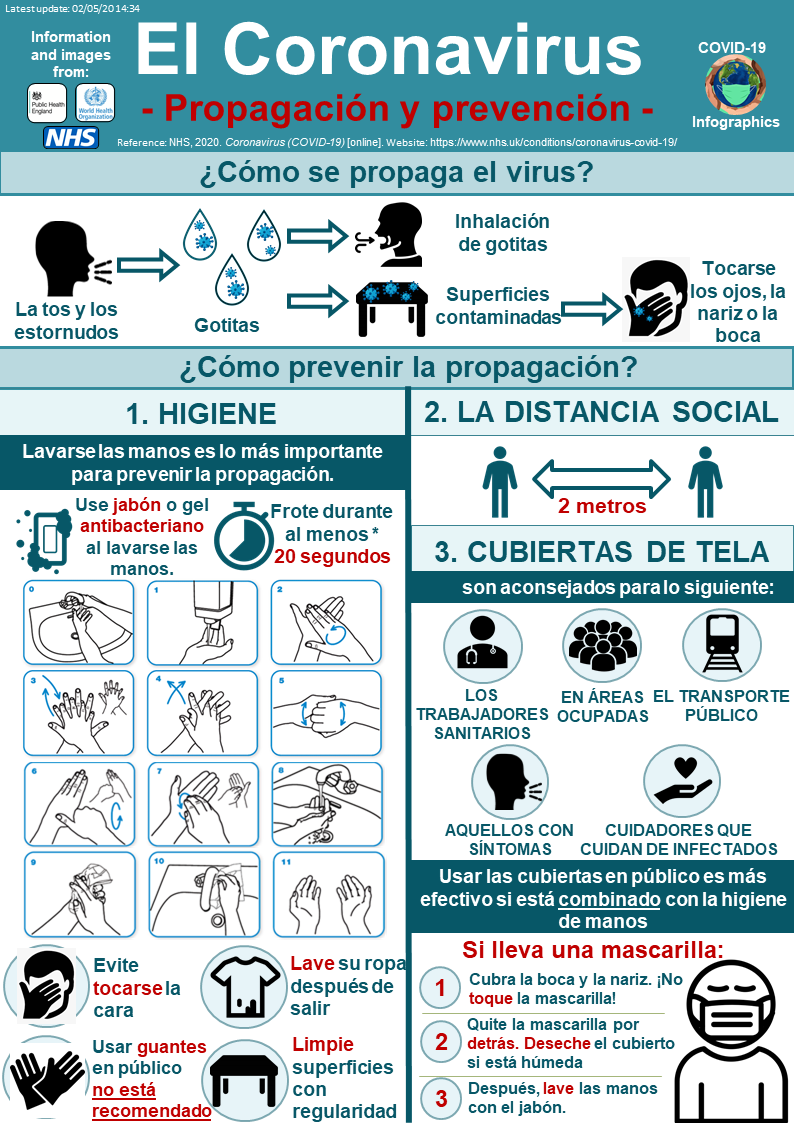 Latest update: 02/05/20 14:34
Information
and images
from:
Public Health
England
World Health
Organization
NHS
El Coronavirus
- Propagación y prevención -
COVID-19
Infographics
Reference: NHS, 2020. Coronavirus (COVID-19) [online]. Website: https://www.nhs.uk/conditions/coronavirus-covid-19/
¿Cómo se propaga el virus?
La tos y los
estornudos
Gotitas
Inhalación
de gotitas
Superficies
contaminadas
Tocarse
los ojos, la
nariz o la
boca
¿Cómo prevenir la propagación?
1. HIGIENE
Lavarse las manos es lo más importante
para prevenir la propagación.
Use jabón o gel
antibacteriano
al lavarse las
manos.
Frote durante
al menos *
20 segundos
0
1
2
3
4
5
6
7
8
9
10
11
Evite
tocarse la
cara
Lave su ropa
después de
salir
Usar guantes
en público
no está
recomendado
Limpie
superficies
con
regularidad
2. LA DISTANCIA SOCIAL
2 metros
3. CUBIERTAS DE TELA
son aconsejados para lo siguiente:
LOS
TRABAJADORES
SANITARIOS
EN ÁREAS
OCUPADAS
EL TRANSPORTE
PÚBLICO
AQUELLOS CON
SÍNTOMAS
CUIDADORES QUE
CUIDAN DE INFECTADOS
Usar las cubiertas en público es más
efectivo si está combinado con la higiene
de manos
Si lleva una mascarilla:
1
Cubra la boca y la nariz. ¡No
toque la mascarilla!
2
Quite la mascarilla por
detrás. Deseche el cubierto
si está húmeda
3
Después, lave las manos
con el jabón.